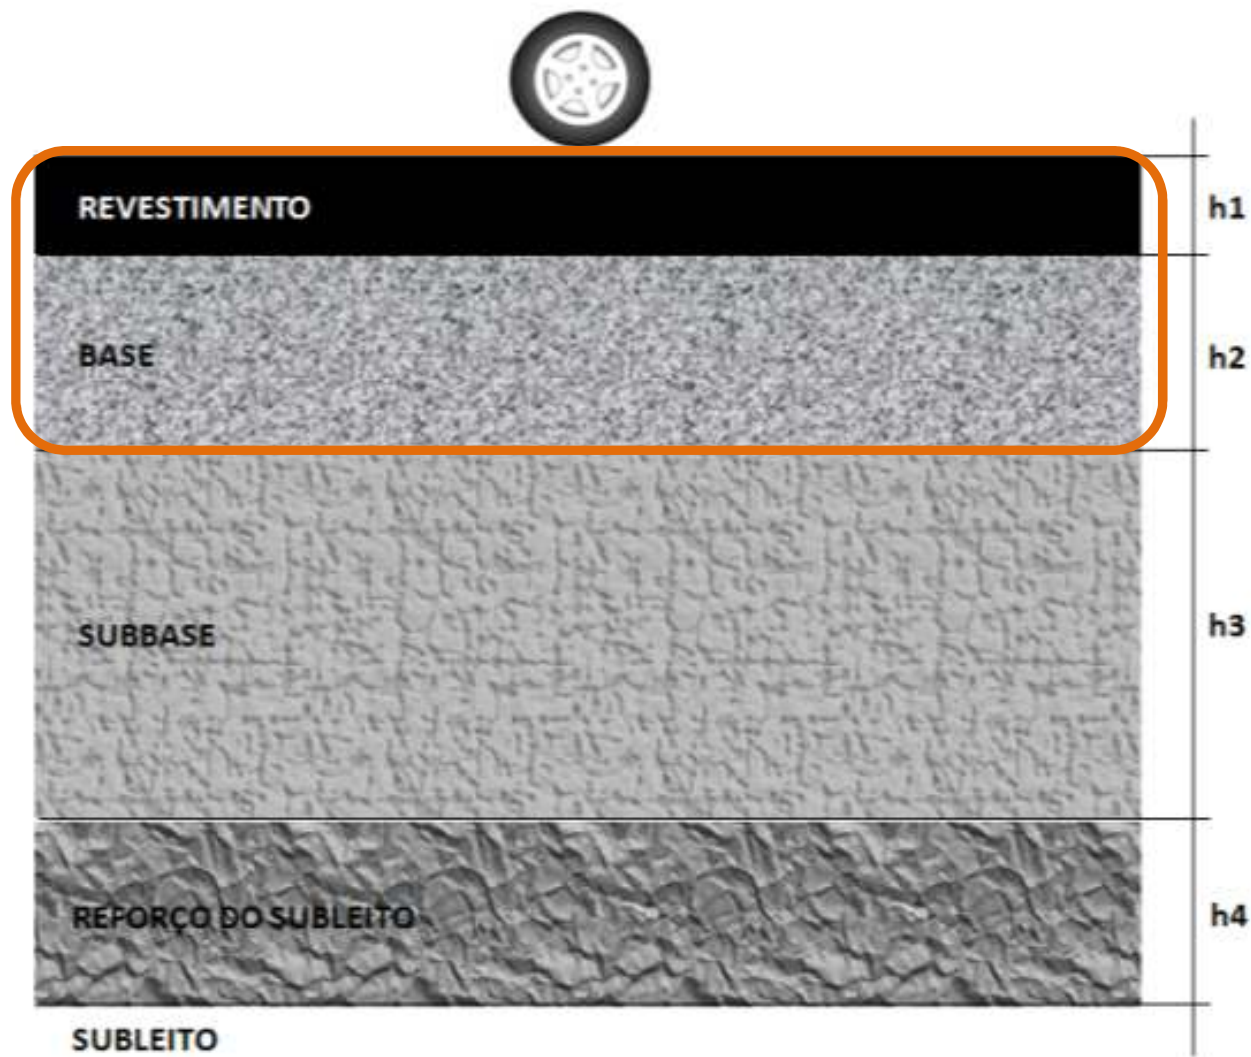 REVESTIMENTO
h1
BASE
h2
SUBBASE
h3
REFORÇO DO SUBLEITO
h4
SUBLEITO